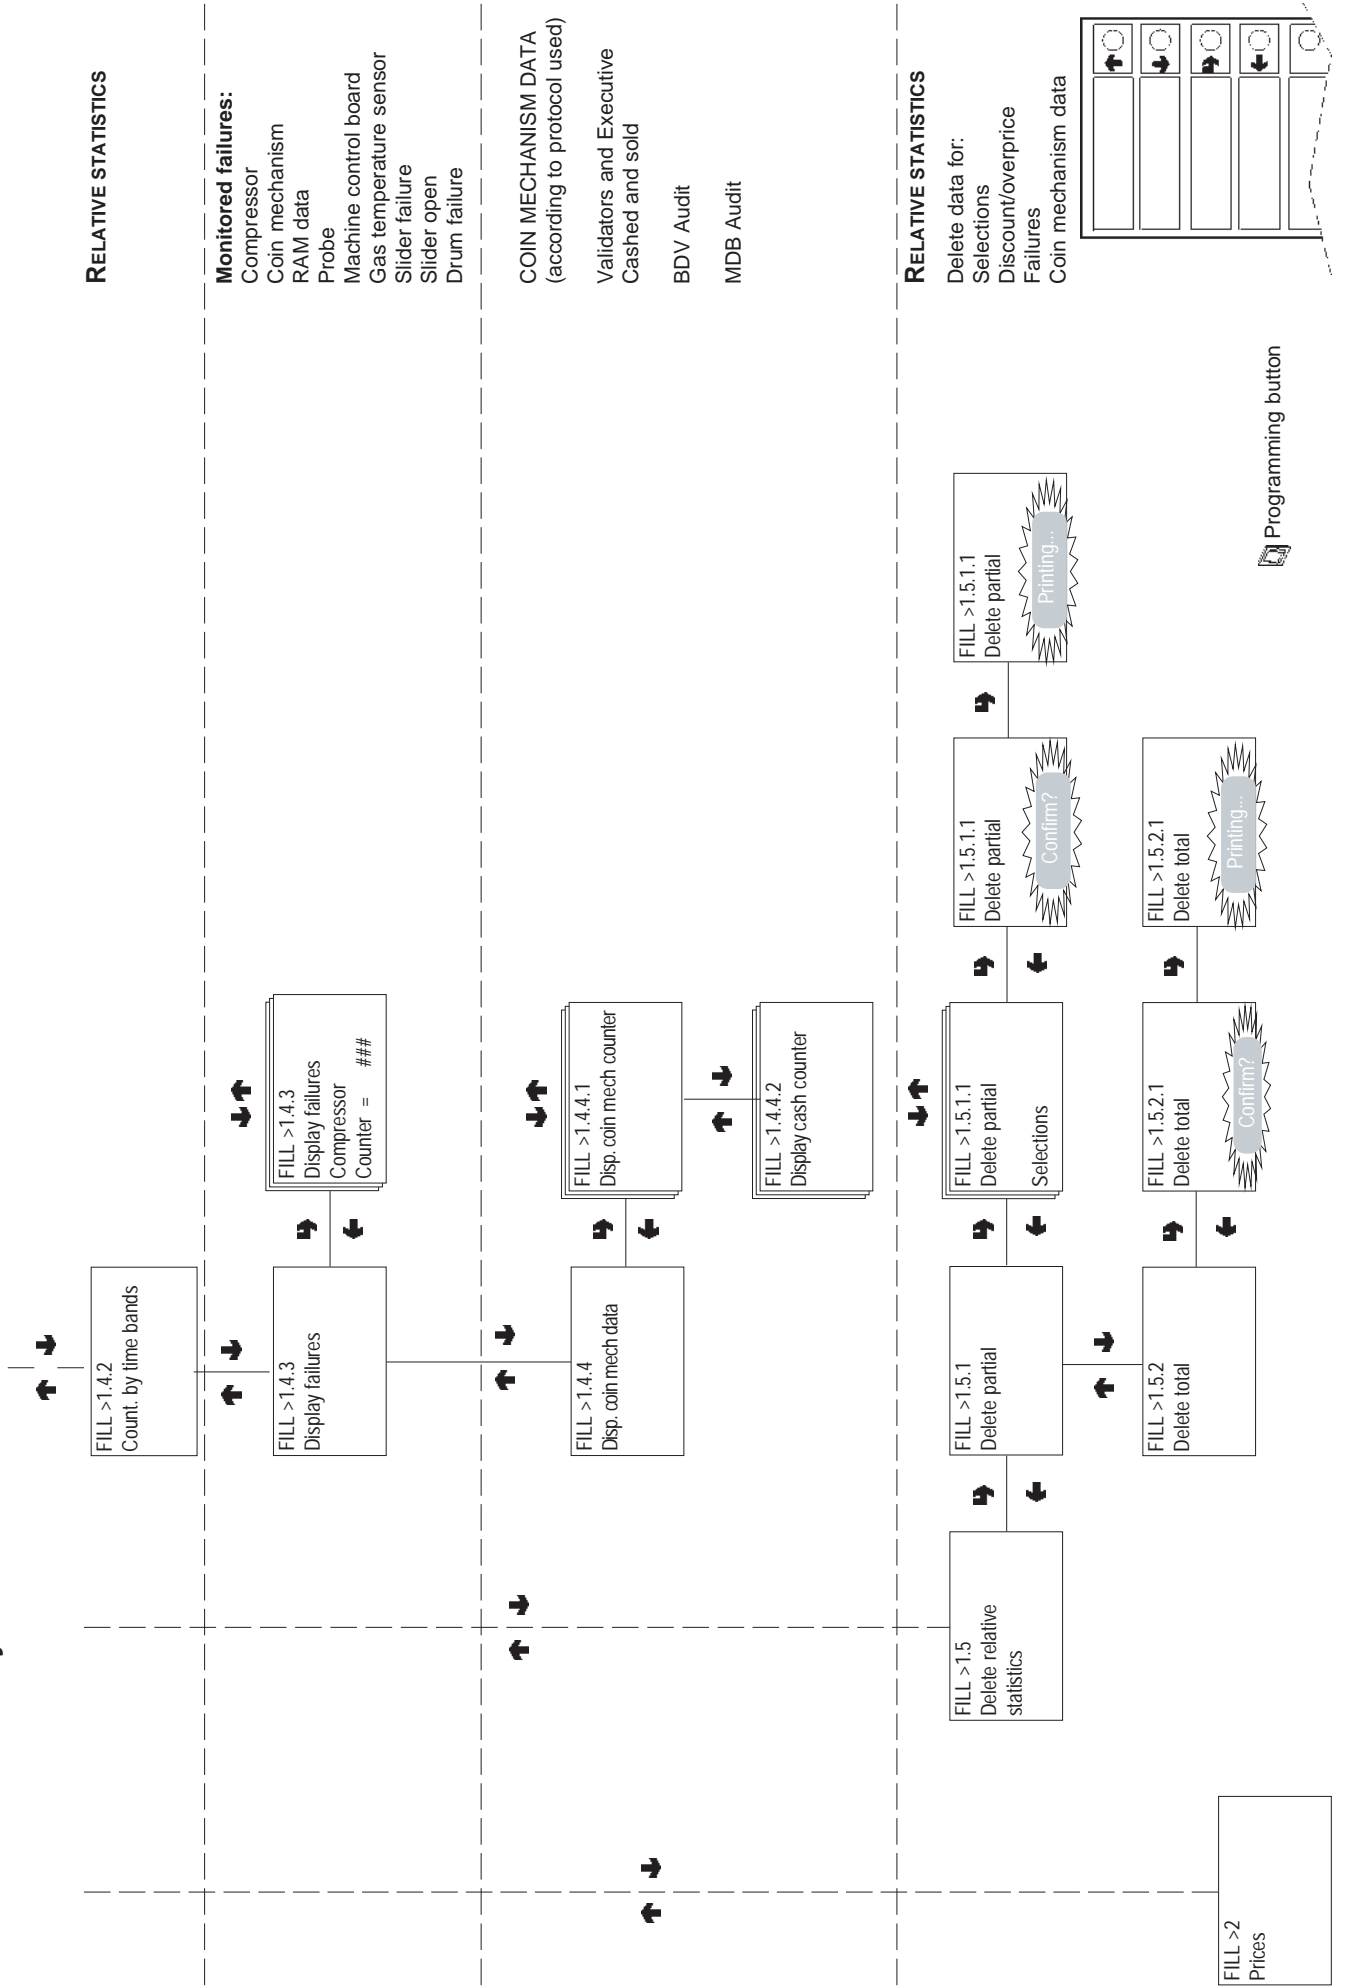 RELATIVE STATISTICS
FILL >1.4.2
Count. by time bands
Monitored failures:
Compressor
Coin mechanism
RAM data
Probe
Machine control board
Gas temperature sensor
Slider failure
Slider open
Drum failure
FILL >1.4.3
Display failures
FILL >1.4.3
Display failures
Compressor
Counter = ###
COIN MECHANISM DATA
(according to protocol used)
Validators and Executive
Cashed and sold
BDV Audit
MDB Audit
FILL >1.4.4
Disp. coin mech data
FILL >1.4.4.1
Disp. coin mech counter
FILL >1.4.4.2
Display cash counter
RELATIVE STATISTICS
Delete data for:
Selections
Discount/overprice
Failures
Coin mechanism data
FILL >1.5
Delete relative
statistics
FILL >1.5.1
Delete partial
FILL >1.5.1.1
Delete partial
Selections
FILL >1.5.1.1
Delete partial
Confirm?
FILL >1.5.1.1
Delete partial
Printing...
FILL >1.5.2
Delete total
FILL >1.5.2.1
Delete total
Confirm?
FILL >1.5.2.1
Delete total
Printing...
FILL >2
Prices
Programming button